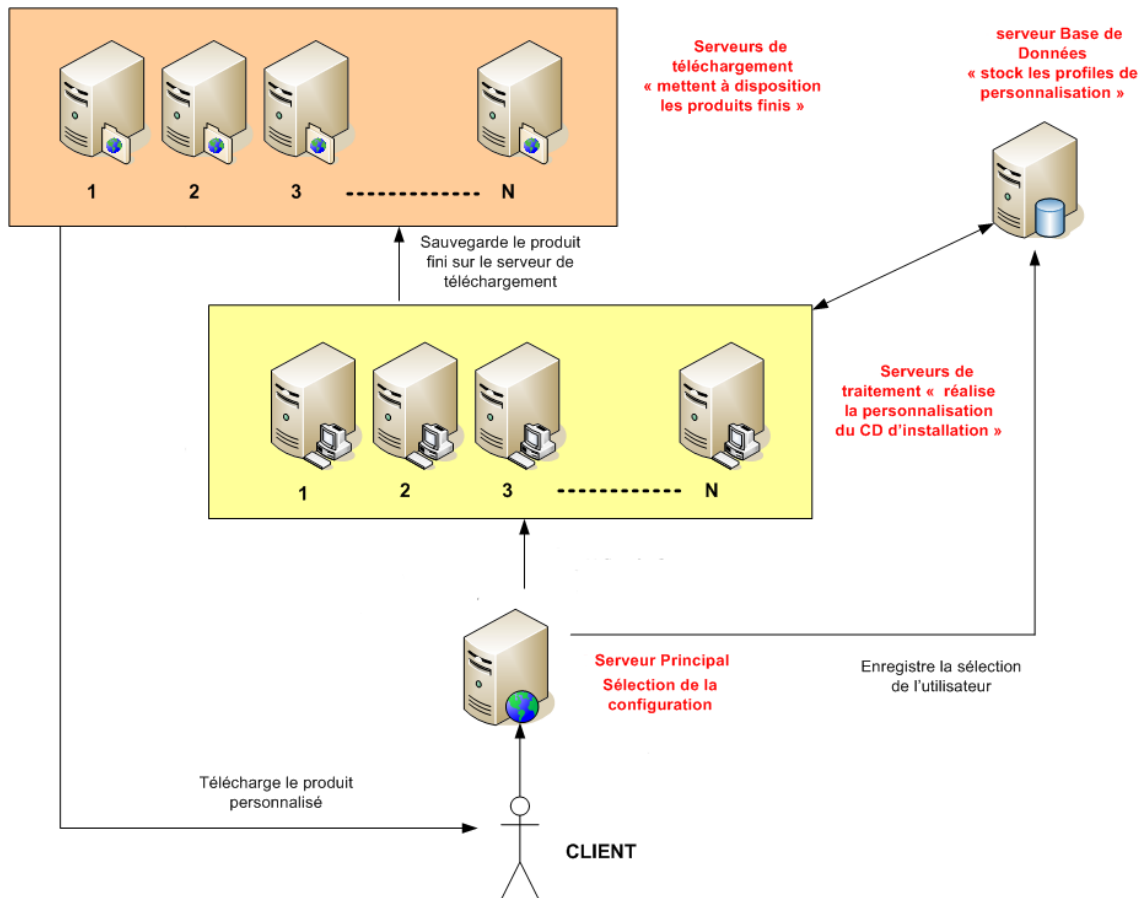 Serveurs de
téléchargement
« mettent à disposition
les produits finis »
serveur Base de
Données
« stock les profiles de
personnalisation »
1 2 3 N
Sauvegarde le produit
fini sur le serveur de
téléchargement
Serveurs de
traitement « réalise
la personnalisation
du CD d'installation »
1 2 3 N
Serveur Principal
Sélection de la
configuration
Enregistre la sélection
de l'utilisateur
Télécharge le produit
personnalisé
CLIENT